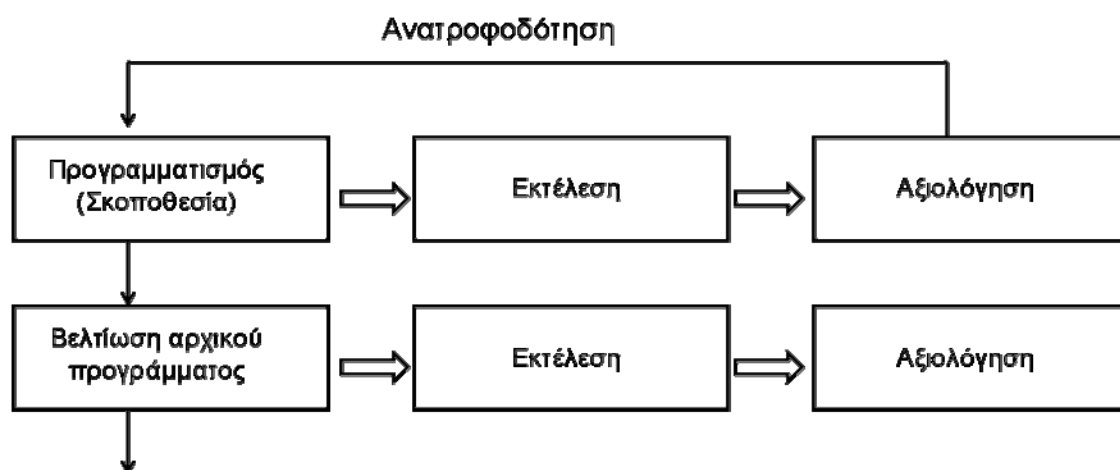 Ανατροφοδότηση
Προγραμματισμός
(Σκοποθεσία)
Εκτέλεση
Αξιολόγηση
Βελτίωση αρχικού
προγράμματος
Εκτέλεση
Αξιολόγηση